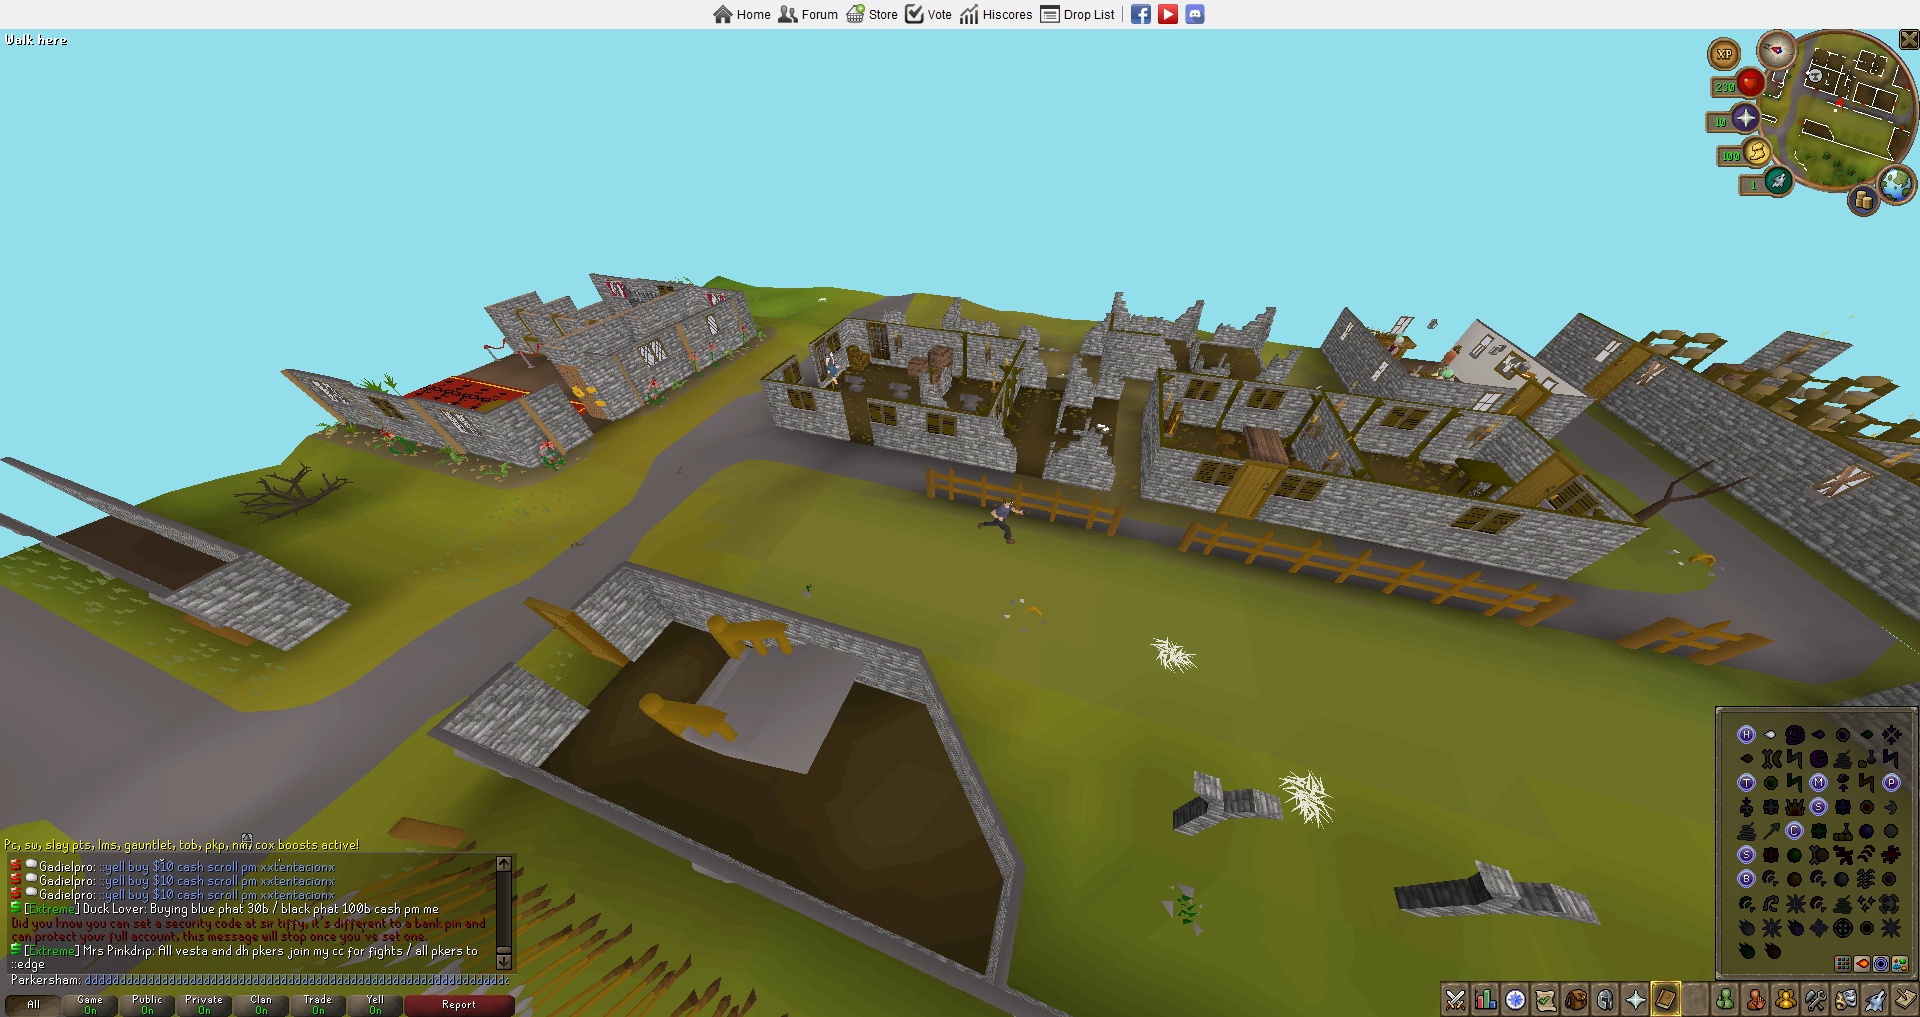 Home Forum Store Vote Hiscores Drop List
Walk here
XP
230
10
100
1
H
T M P
S
C
S
B
Pc, sw, slay pts, lms, gauntlet, tob, pkp, nm, cox boosts active!
Gadielpro: ::yell buy $10 cash scroll pm xxtentacionx
Gadielpro: ::yell buy $10 cash scroll pm xxtentacionx
Gadielpro: ::yell buy $10 cash scroll pm xxtentacionx
[Extreme] Duck Lover: Buying blue phat 30b / black phat 100b cash pm me
Did you know you can set a security code at sir tiffy, it's different to a bank pin and
can protect your full account, this message will stop once you've set one.
[Extreme] Mrs Pinkdrip: All vesta and dh pkers join my cc for fights / all pkers to
::edge
Parkersham:
All Game Public Private Clan Trade Yell Report
On On On On On On